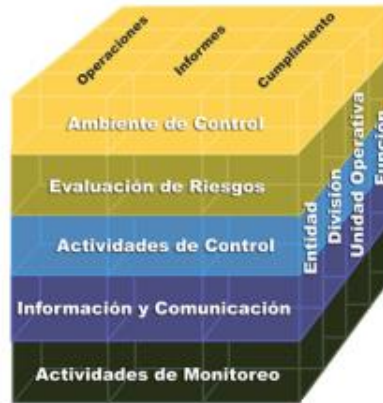 Operaciones
Informes
Cumplimiento
Ambiente de Control
Evaluación de Riesgos
Actividades de Control
Información y Comunicación
Actividades de Monitoreo
Entidad
División
Unidad Operativa
Función